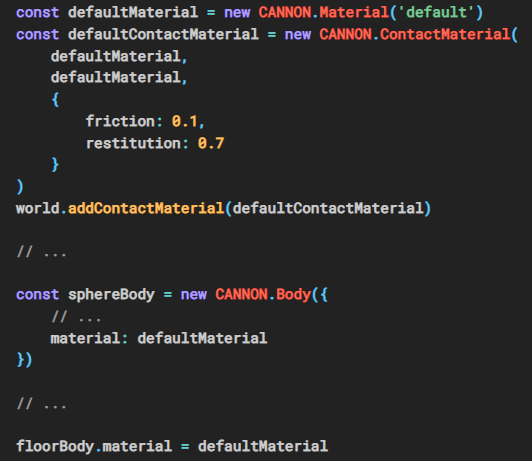 const defaultMaterial = new CANNON.Material('default')
const defaultContactMaterial = new CANNON.ContactMaterial(
    defaultMaterial,
    defaultMaterial,
    {
        friction: 0.1,
        restitution: 0.7
    }
)
world.addContactMaterial(defaultContactMaterial)

// ...

const sphereBody = new CANNON.Body({
    // ...
    material: defaultMaterial
})

// ...

floorBody.material = defaultMaterial